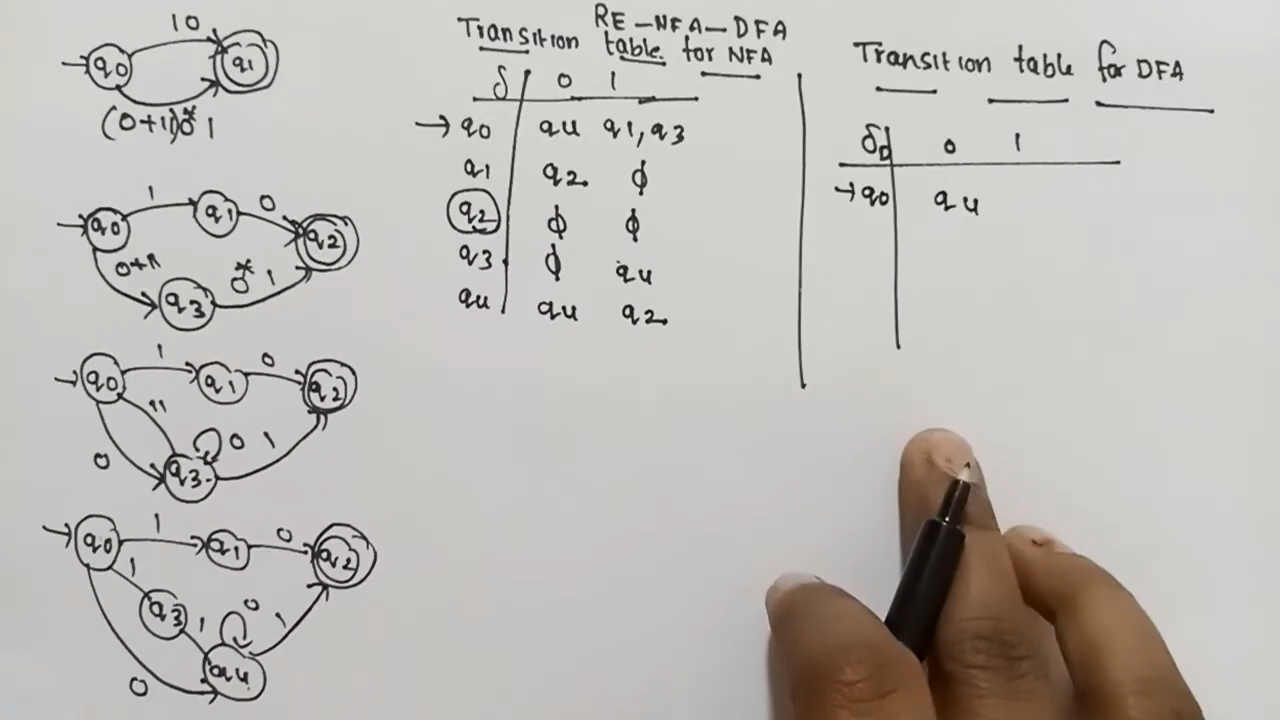 RE-NFA-DFA
Transition table for NFA
δ 0 1
→ q0 q4 q1, q3
q1 q2 φ
q2 φ φ
q3 φ q4
q4 q4 q2
Transition table for DFA
δd 0 1
→ q0 q4
10
q0 q1
(0+11)0* 1
1 0
q0 q1 q2
0+11 0* 1
q3
1 0
q0 q1 q2
11
0 0 1
q3
1 0
q0 q1 q2
1
q3 1 0 1
0 q4